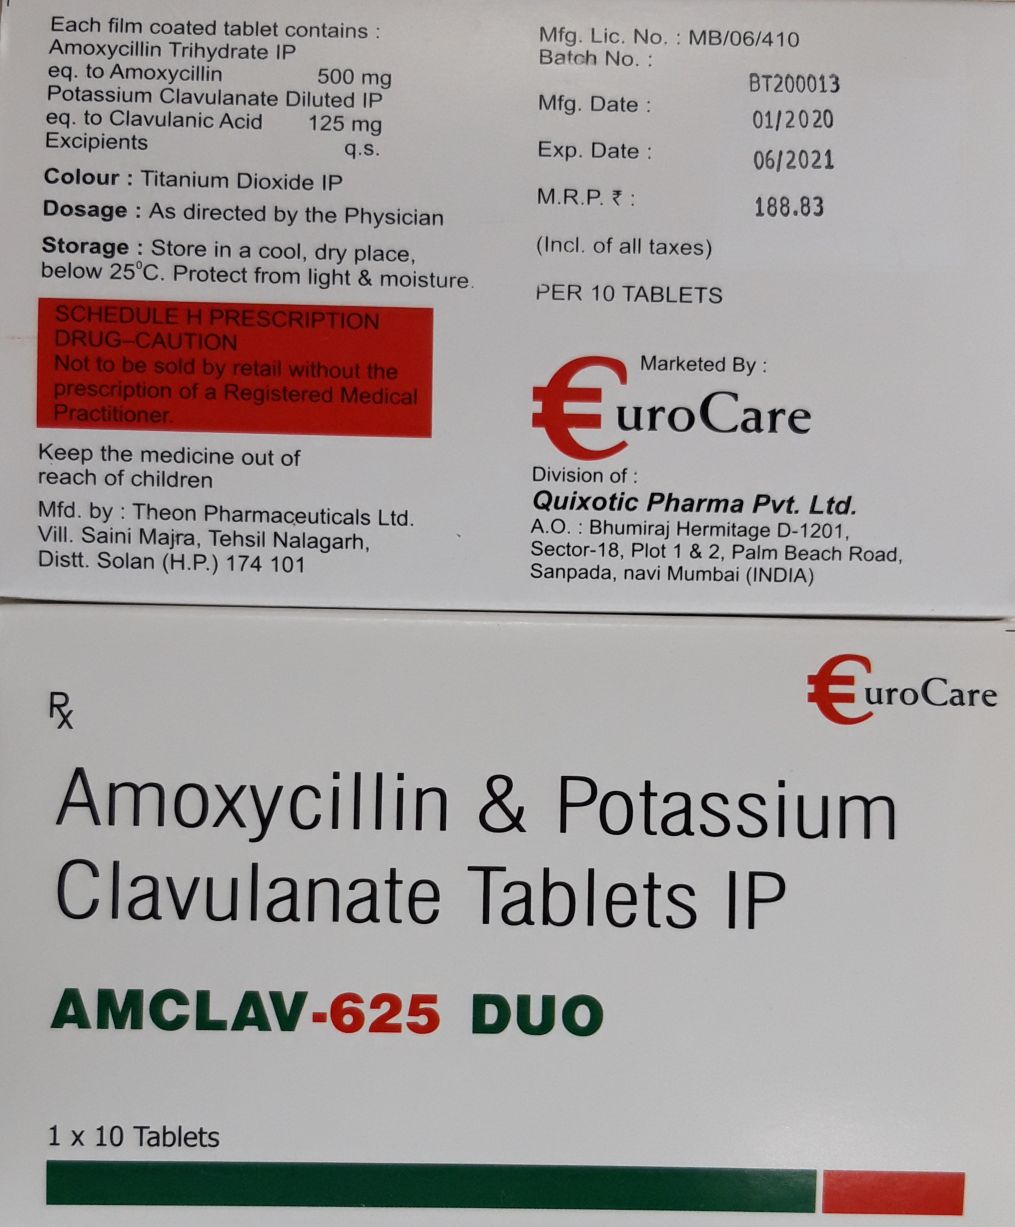 Each film coated tablet contains :
Amoxycillin Trihydrate IP
eq. to Amoxycillin 500 mg
Potassium Clavulanate Diluted IP
eq. to Clavulanic Acid 125 mg
Excipients q.s.
Colour : Titanium Dioxide IP
Dosage : As directed by the Physician
Storage : Store in a cool, dry place,
below 25°C. Protect from light & moisture.
SCHEDULE H PRESCRIPTION
DRUG–CAUTION
Not to be sold by retail without the
prescription of a Registered Medical
Practitioner.
Keep the medicine out of
reach of children
Mfd. by : Theon Pharmaceuticals Ltd.
Vill. Saini Majra, Tehsil Nalagarh,
Distt. Solan (H.P.) 174 101
Mfg. Lic. No. : MB/06/410
Batch No. :
BT200013
Mfg. Date :
01/2020
Exp. Date :
06/2021
M.R.P. ₹ :
188.83
(Incl. of all taxes)
PER 10 TABLETS
Marketed By :
€uroCare
Division of :
Quixotic Pharma Pvt. Ltd.
A.O. : Bhumiraj Hermitage D-1201,
Sector-18, Plot 1 & 2, Palm Beach Road,
Sanpada, navi Mumbai (INDIA)
€uroCare
Rx
Amoxycillin & Potassium
Clavulanate Tablets IP
AMCLAV-625 DUO
1 x 10 Tablets